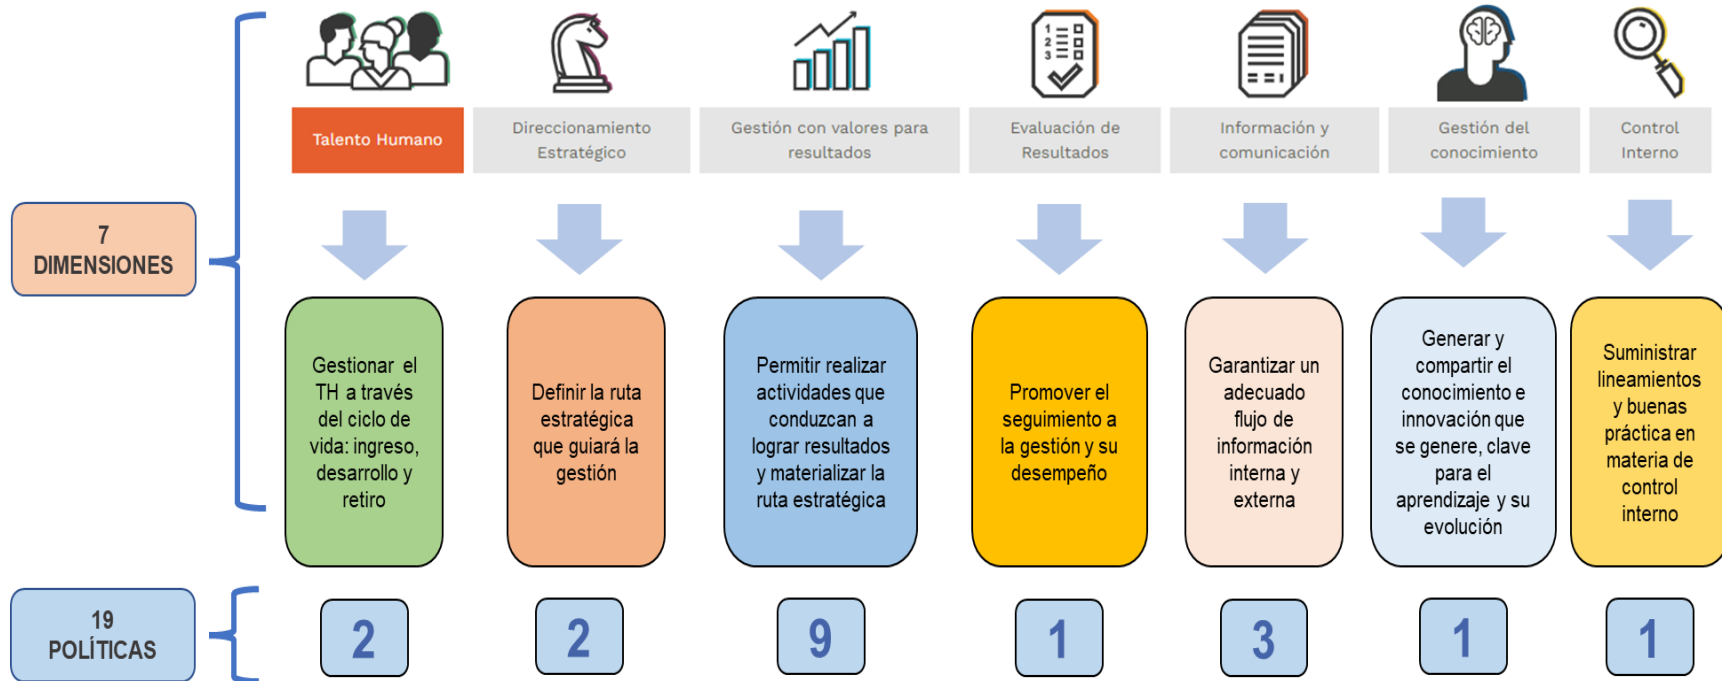 1
2
3
Talento Humano
Direccionamiento
Estratégico
Gestión con valores para
resultados
Evaluación de
Resultados
Información y
comunicación
Gestión del
conocimiento
Control
Interno
7
DIMENSIONES
Gestionar el
TH a través
del ciclo de
vida: ingreso,
desarrollo y
retiro
Definir la ruta
estratégica
que guiará la
gestión
Permitir realizar
actividades que
conduzcan a
lograr resultados
y materializar la
ruta estratégica
Promover el
seguimiento a
la gestión y su
desempeño
Garantizar un
adecuado
flujo de
información
interna y
externa
Generar y
compartir el
conocimiento e
innovación que
se genere, clave
para el
aprendizaje y su
evolución
Suministrar
lineamientos
y buenas
práctica en
materia de
control
interno
19
POLÍTICAS
2
2
9
1
3
1
1